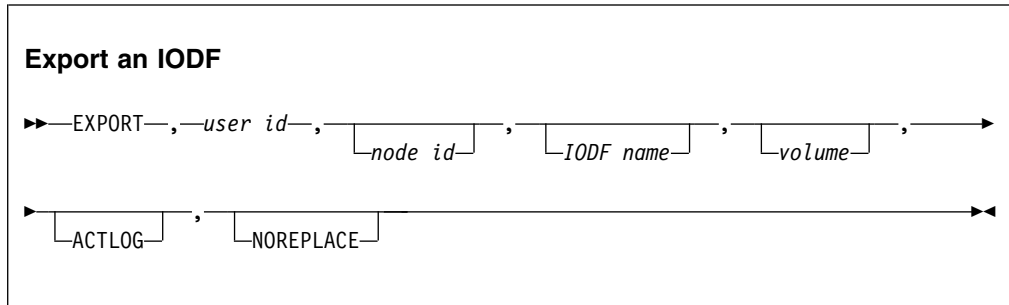 Export an IODF
EXPORT , user id , , , ,
node id IODF name volume
,
ACTLOG NOREPLACE